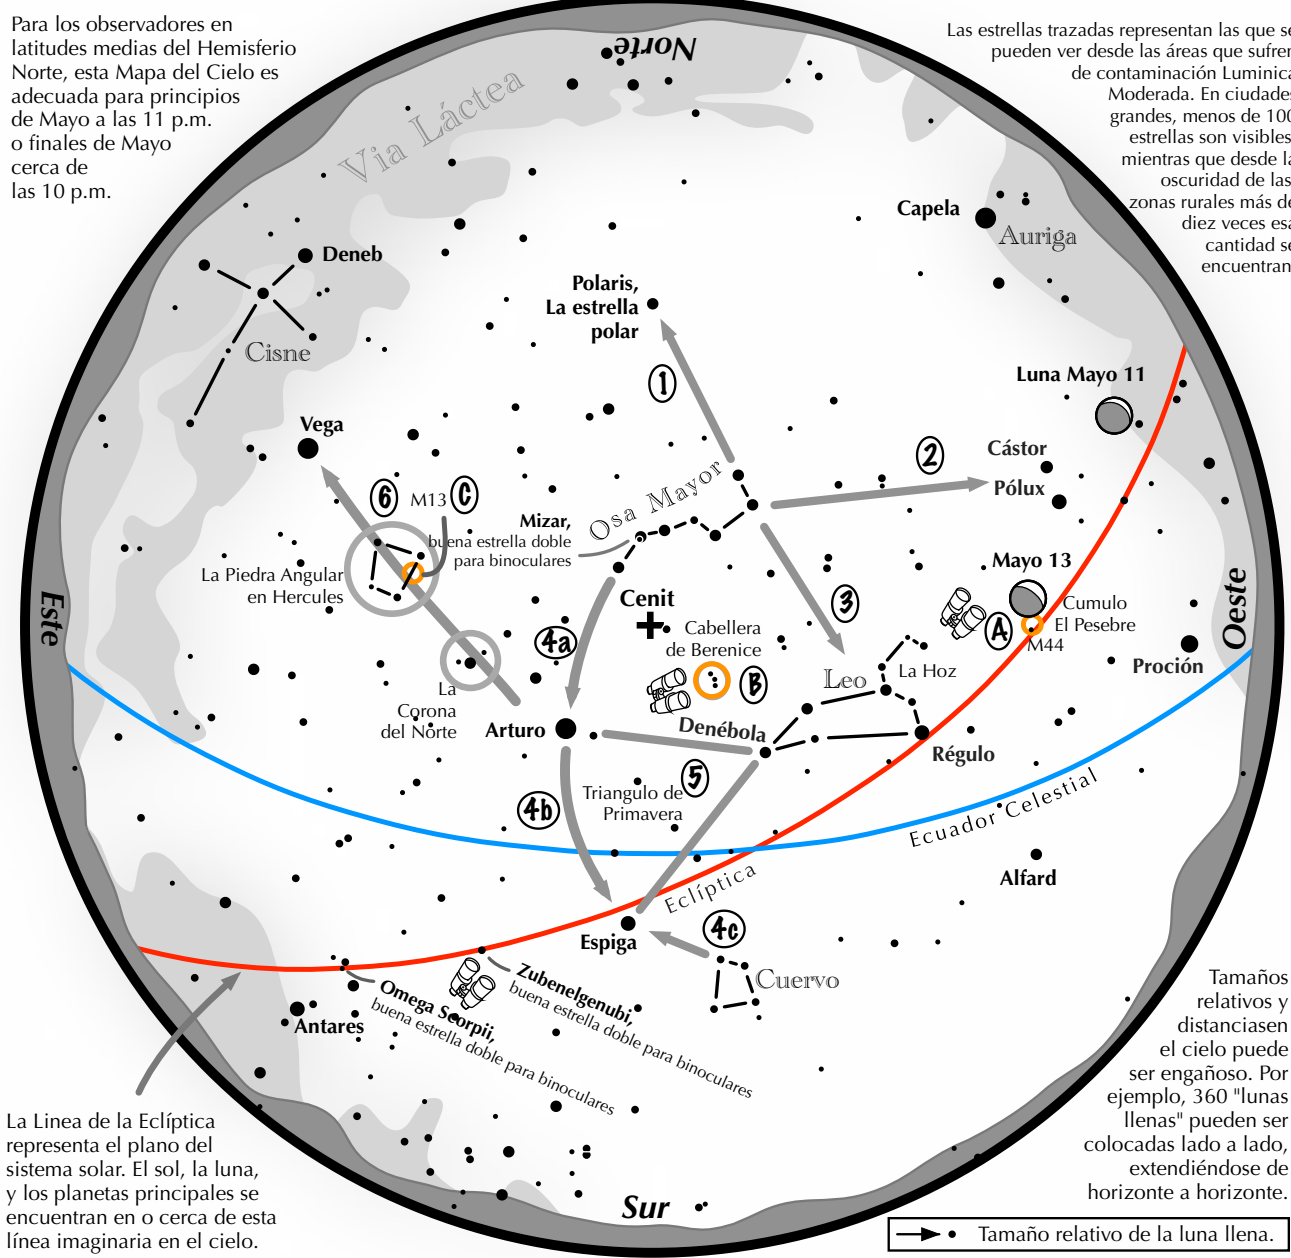 Para los observadores en
latitudes medias del Hemisferio
Norte, esta Mapa del Cielo es
adecuada para principios
de Mayo a las 11 p.m.
o finales de Mayo
cerca de
las 10 p.m.
Norte
Las estrellas trazadas representan las que se
pueden ver desde las áreas que sufren
de contaminación Luminica
Moderada. En ciudades
grandes, menos de 100
estrellas son visibles,
mientras que desde la
oscuridad de las
zonas rurales más de
diez veces esa
cantidad se
encuentran
Via Láctea
Capela
Auriga
Deneb
Cisne
Polaris,
La estrella
polar
1
Luna Mayo 11
Vega
Cástor
2
Pólux
6
M13
C
Osa Mayor
Mizar,
buena estrella doble
para binoculares
La Piedra Angular
en Hercules
Mayo 13
Cumulo
El Pesebre
M44
A
Este
Oeste
Cenit
3
4a
Cabellera
de Berenice
B
Leo
La Hoz
Proción
La
Corona
del Norte
Arturo
Denébola
Régulo
5
Triangulo de
Primavera
4b
Ecuador Celestial
Alfard
Eclíptica
Espiga
4c
Cuervo
Zubenelgenubi,
buena estrella doble para binoculares
Omega Scorpii,
buena estrella doble para binoculares
Antares
La Linea de la Eclíptica
representa el plano del
sistema solar. El sol, la luna,
y los planetas principales se
encuentran en o cerca de esta
línea imaginaria en el cielo.
Sur
Tamaños
relativos y
distanciasen
el cielo puede
ser engañoso. Por
ejemplo, 360 "lunas
llenas" pueden ser
colocadas lado a lado,
extendiéndose de
horizonte a horizonte.
Tamaño relativo de la luna llena.